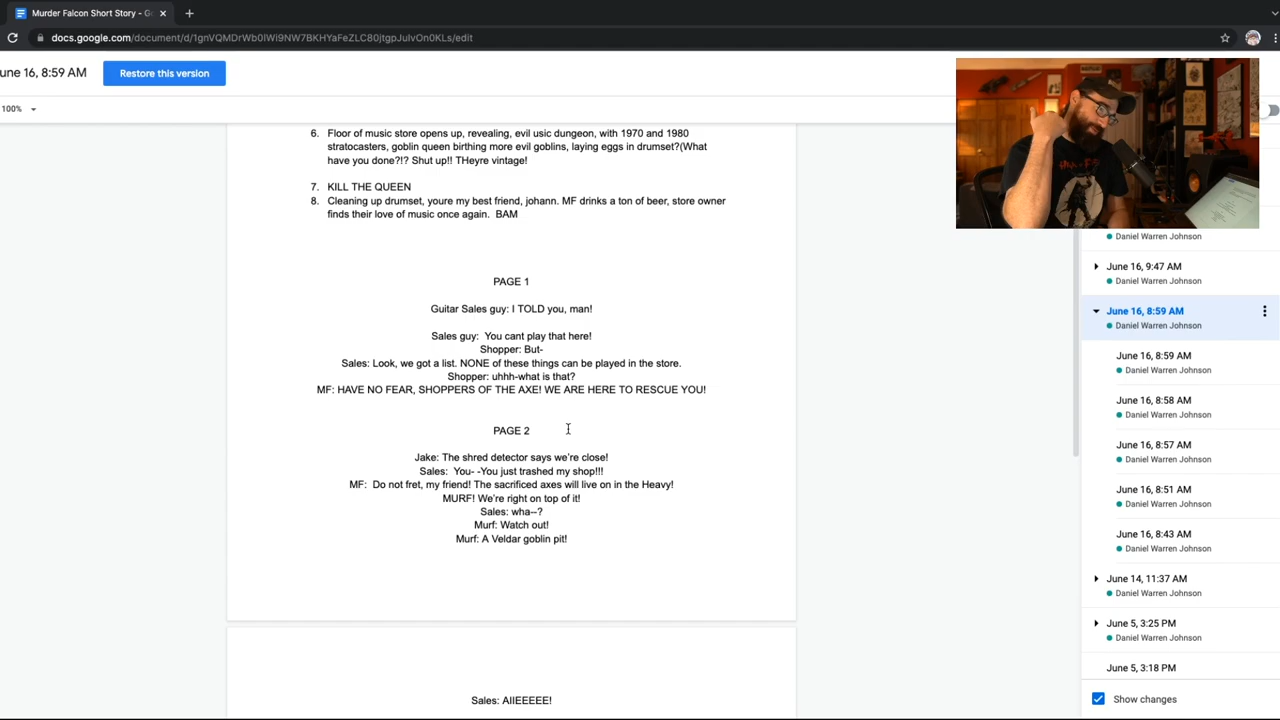 Murder Falcon Short Story - G
docs.google.com/document/d/1gnVQMDrWb0IWi9NW7BKHYaFeZLC80jtgpJuIvOn0KLs/edit
une 16, 8:59 AM
Restore this version
100%
6. Floor of music store opens up, revealing, evil usic dungeon, with 1970 and 1980
stratocasters, goblin queen birthing more evil goblins, laying eggs in drumset?(What
have you done?!? Shut up!! THeyre vintage!
7. KILL THE QUEEN
8. Cleaning up drumset, youre my best friend, johann. MF drinks a ton of beer, store owner
finds their love of music once again. BAM
PAGE 1
Guitar Sales guy: I TOLD you, man!
Sales guy: You cant play that here!
Shopper: But-
Sales: Look, we got a list. NONE of these things can be played in the store.
Shopper: uhhh-what is that?
MF: HAVE NO FEAR, SHOPPERS OF THE AXE! WE ARE HERE TO RESCUE YOU!
PAGE 2
Jake: The shred detector says we're close!
Sales: You- -You just trashed my shop!!!
MF: Do not fret, my friend! The sacrificed axes will live on in the Heavy!
MURF! We're right on top of it!
Sales: wha--?
Murf: Watch out!
Murf: A Veldar goblin pit!
Sales: AIIEEEEE!
Daniel Warren Johnson
June 16, 9:47 AM
Daniel Warren Johnson
June 16, 8:59 AM
Daniel Warren Johnson
June 16, 8:59 AM
Daniel Warren Johnson
June 16, 8:58 AM
Daniel Warren Johnson
June 16, 8:57 AM
Daniel Warren Johnson
June 16, 8:51 AM
Daniel Warren Johnson
June 16, 8:43 AM
Daniel Warren Johnson
June 14, 11:37 AM
Daniel Warren Johnson
June 5, 3:25 PM
Daniel Warren Johnson
June 5, 3:18 PM
Show changes